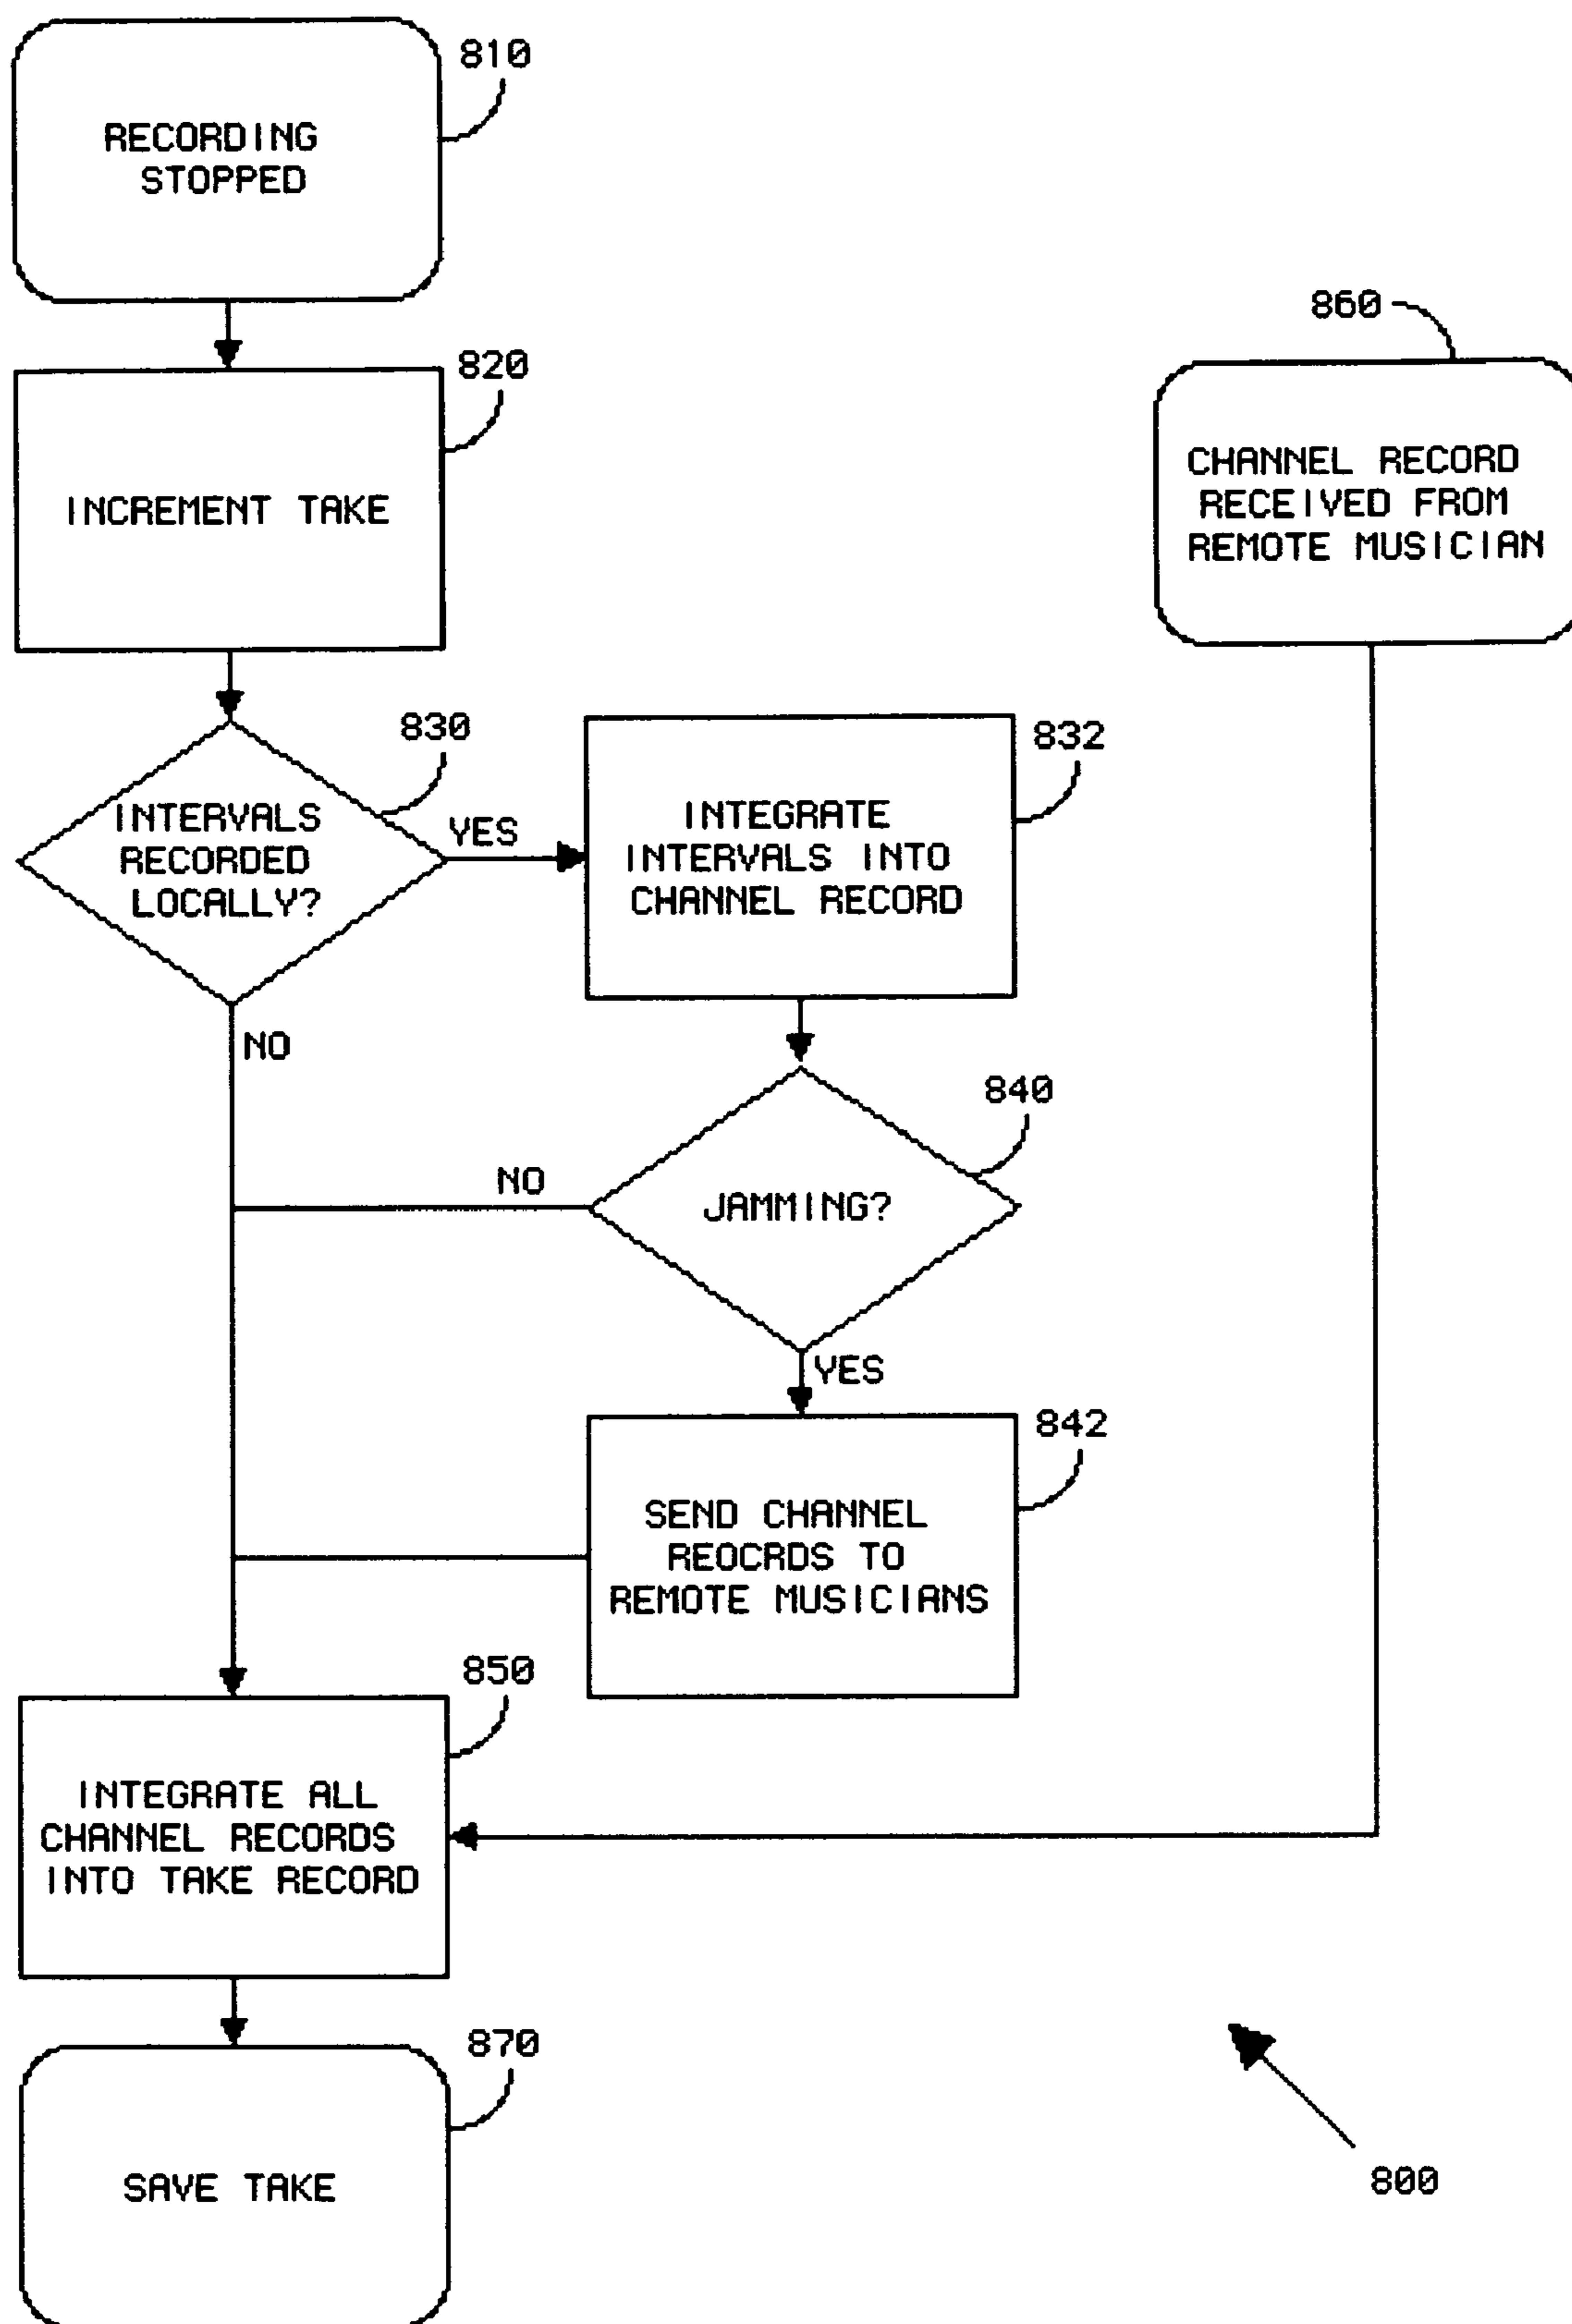 810
RECORDING
STOPPED
820
INCREMENT TAKE
860
CHANNEL RECORD
RECEIVED FROM
REMOTE MUSICIAN
830
INTERVALS
RECORDED
LOCALLY?
YES
NO
832
INTEGRATE
INTERVALS INTO
CHANNEL RECORD
840
JAMMING?
NO
YES
842
SEND CHANNEL
REOCRDS TO
REMOTE MUSICIANS
850
INTEGRATE ALL
CHANNEL RECORDS
INTO TAKE RECORD
870
SAVE TAKE
800